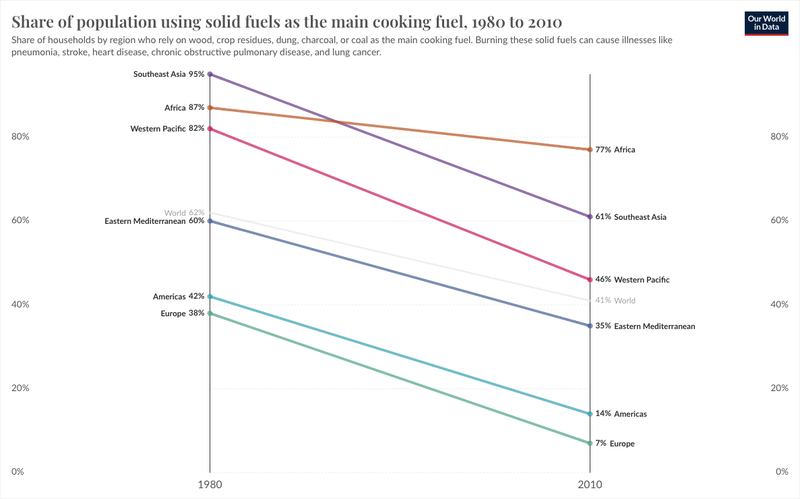 Share of population using solid fuels as the main cooking fuel, 1980 to 2010
Our World
in Data
Share of households by region who rely on wood, crop residues, dung, charcoal, or coal as the main cooking fuel. Burning these solid fuels can cause illnesses like
pneumonia, stroke, heart disease, chronic obstructive pulmonary disease, and lung cancer.
Southeast Asia 95%
Africa 87%
Western Pacific 82%
80% 80%
77% Africa
World 62%
Eastern Mediterranean 60%
60% 60%
61% Southeast Asia
46% Western Pacific
41% World
40% 40%
Americas 42%
Europe 38%
35% Eastern Mediterranean
20% 20%
14% Americas
7% Europe
0% 0%
1980 2010